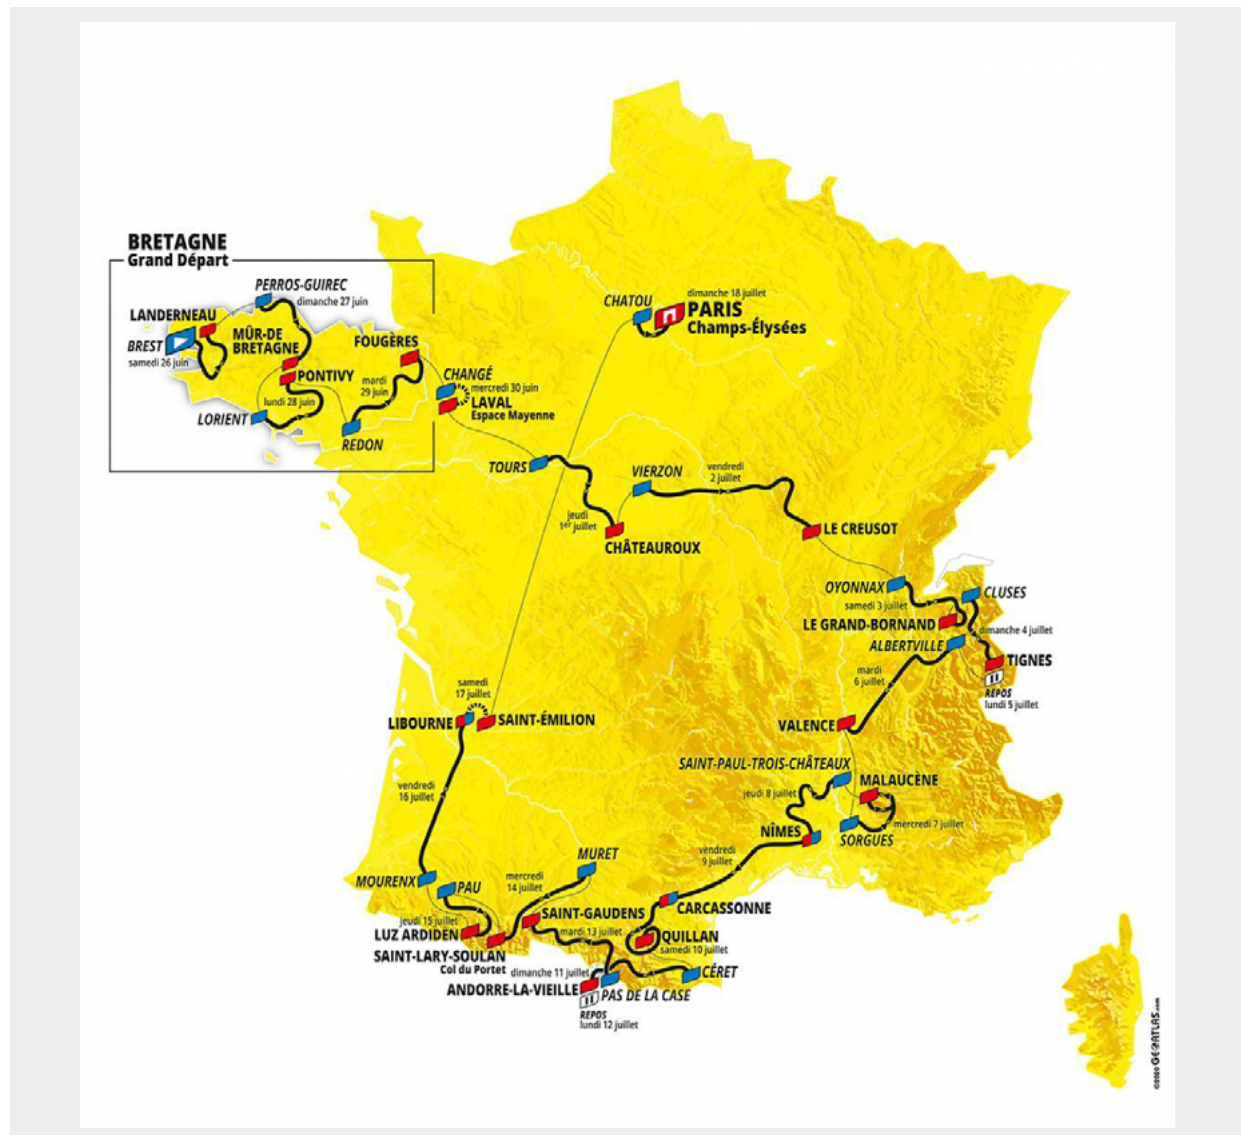 BRETAGNE
Grand Départ
PERROS-GUIREC
dimanche 27 juin
LANDERNEAU
BREST
samedi 26 juin
MÛR-DE
BRETAGNE
PONTIVY
lundi 28 juin
LORIENT
FOUGÈRES
mardi
29 juin
REDON
CHANGÉ
mercredi 30 juin
LAVAL
Espace Mayenne
CHATOU
dimanche 18 juillet
PARIS
Champs-Élysées
TOURS
jeudi
1er juillet
CHÂTEAUROUX
VIERZON
vendredi
2 juillet
LE CREUSOT
OYONNAX
samedi 3 juillet
CLUSES
LE GRAND-BORNAND
dimanche 4 juillet
ALBERTVILLE
TIGNES
REPOS
lundi 5 juillet
mardi
6 juillet
VALENCE
samedi
17 juillet
LIBOURNE
SAINT-ÉMILION
SAINT-PAUL-TROIS-CHÂTEAUX
MALAUCÈNE
jeudi 8 juillet
mercredi 7 juillet
SORGUES
NÎMES
vendredi
16 juillet
vendredi
9 juillet
MURET
mercredi
14 juillet
MOURENX
PAU
CARCASSONNE
SAINT-GAUDENS
jeudi 15 juillet
mardi 13 juillet
LUZ ARDIDEN
QUILLAN
samedi 10 juillet
SAINT-LARY-SOULAN
Col du Portet
dimanche 11 juillet
CÉRET
ANDORRE-LA-VIEILLE
PAS DE LA CASE
REPOS
lundi 12 juillet
©2020 GEOATLAS.com